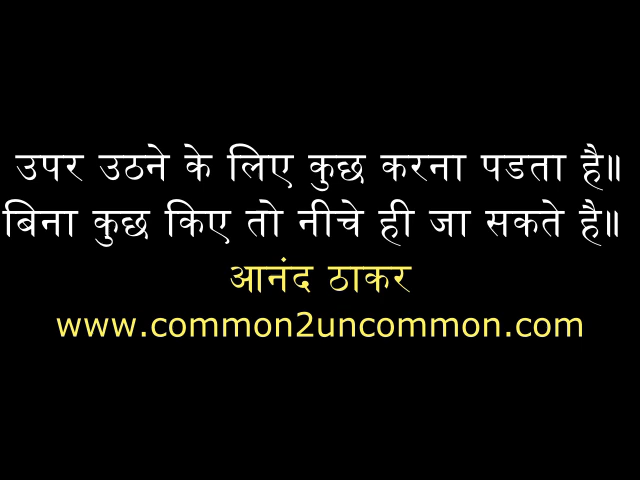 उपर उठने के लिए कुछ करना पडता है॥
बिना कुछ किए तो नीचे ही जा सकते है॥
आनंद ठाकर
www.common2uncommon.com